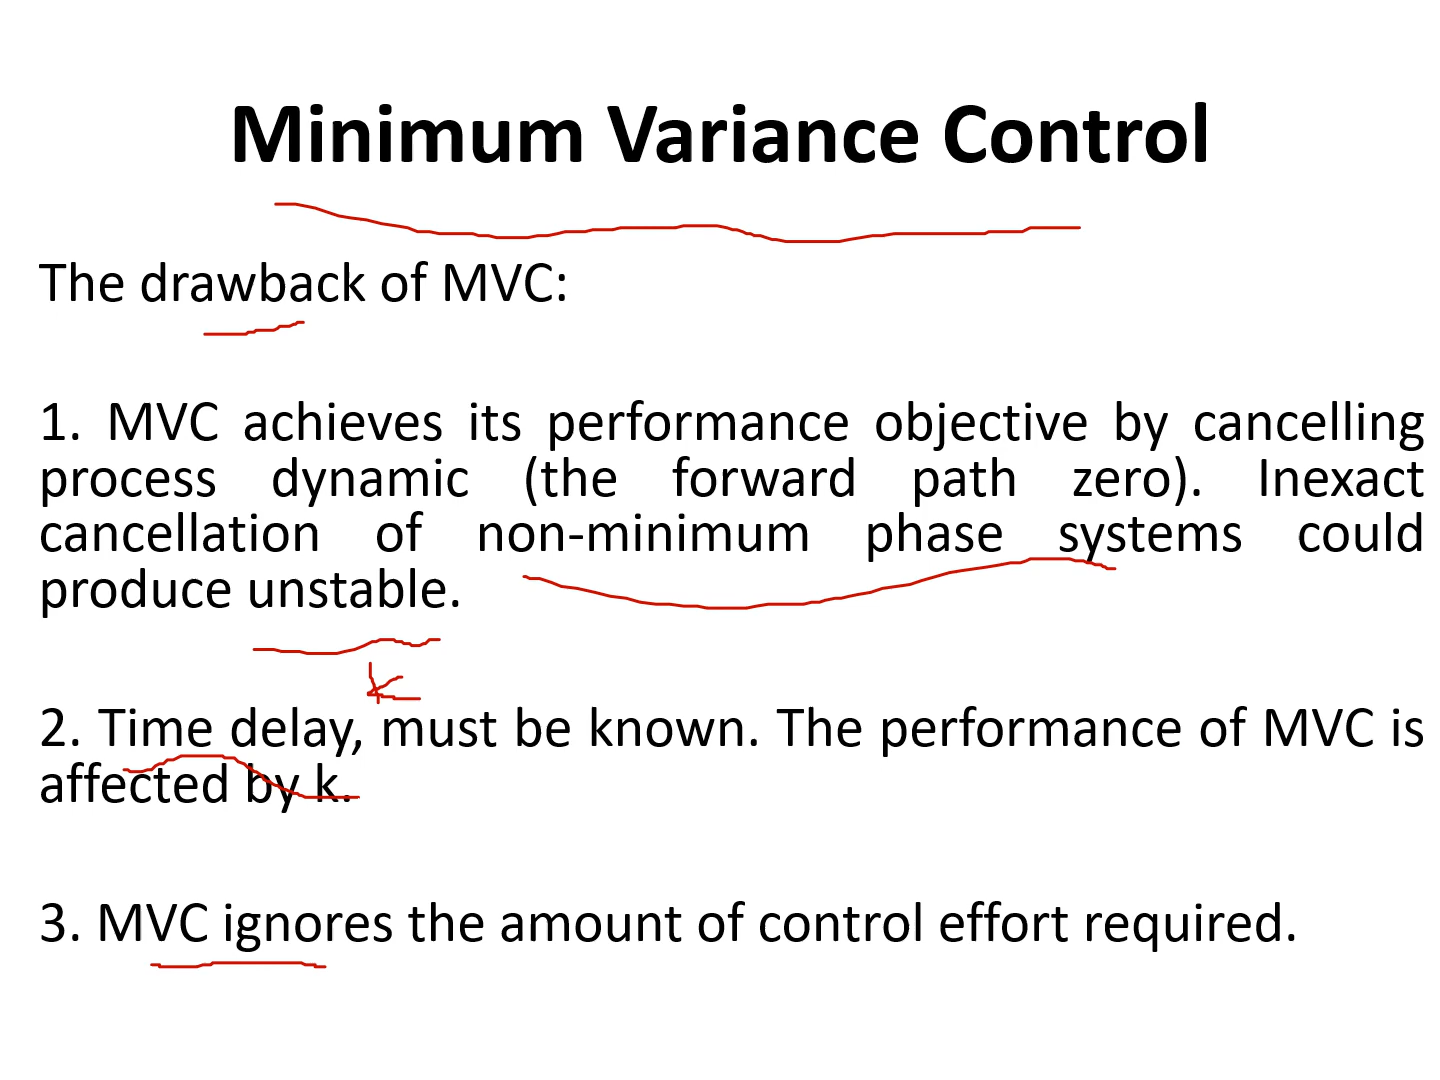 Minimum Variance Control
The drawback of MVC:
1. MVC achieves its performance objective by cancelling
process dynamic (the forward path zero). Inexact
cancellation of non-minimum phase systems could
produce unstable.
k
2. Time delay, must be known. The performance of MVC is
affected by k.
3. MVC ignores the amount of control effort required.